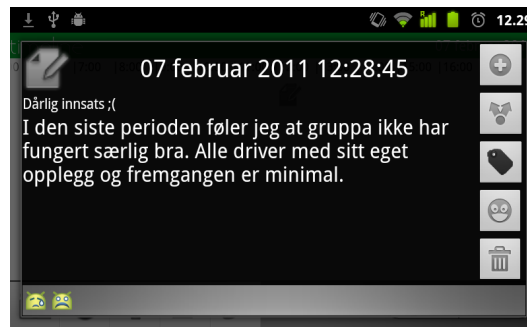 12.29
07 februar 2011 12:28:45
Dårlig innsats ;(
I den siste perioden føler jeg at gruppa ikke har
fungert særlig bra. Alle driver med sitt eget
opplegg og fremgangen er minimal.